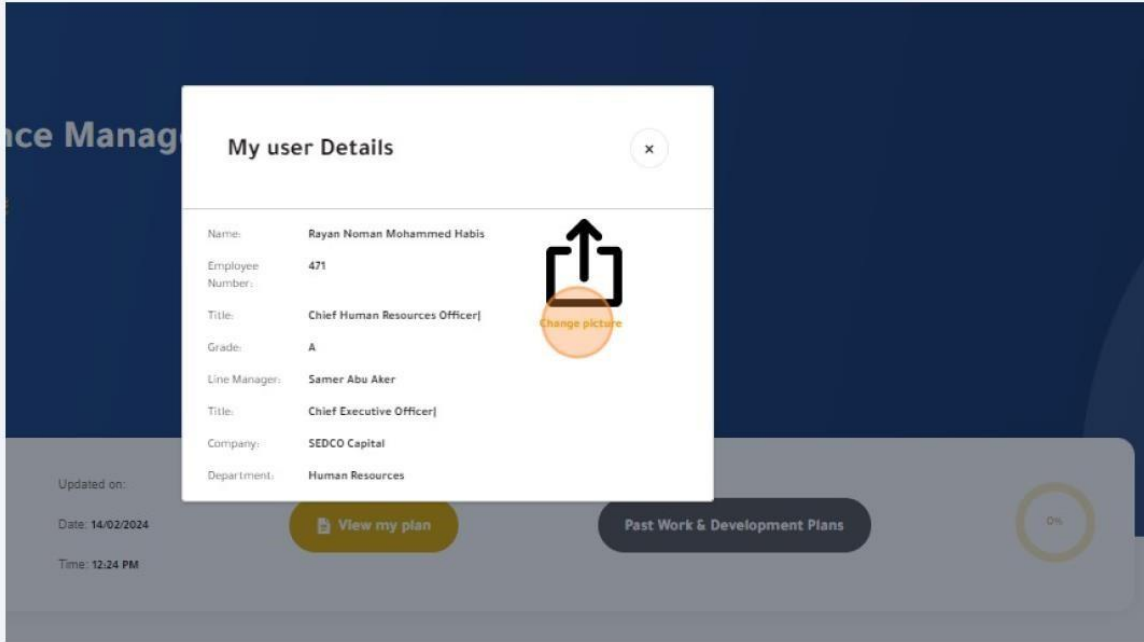 nce Manag
My user Details
×
Name: Rayan Noman Mohammed Habis
Employee Number: 471
Change picture
Title: Chief Human Resources Officer|
Grade: A
Line Manager: Samer Abu Aker
Title: Chief Executive Officer|
Company: SEDCO Capital
Department: Human Resources
Updated on:
Date: 14/02/2024
View my plan
Past Work & Development Plans
0%
Time: 12:24 PM